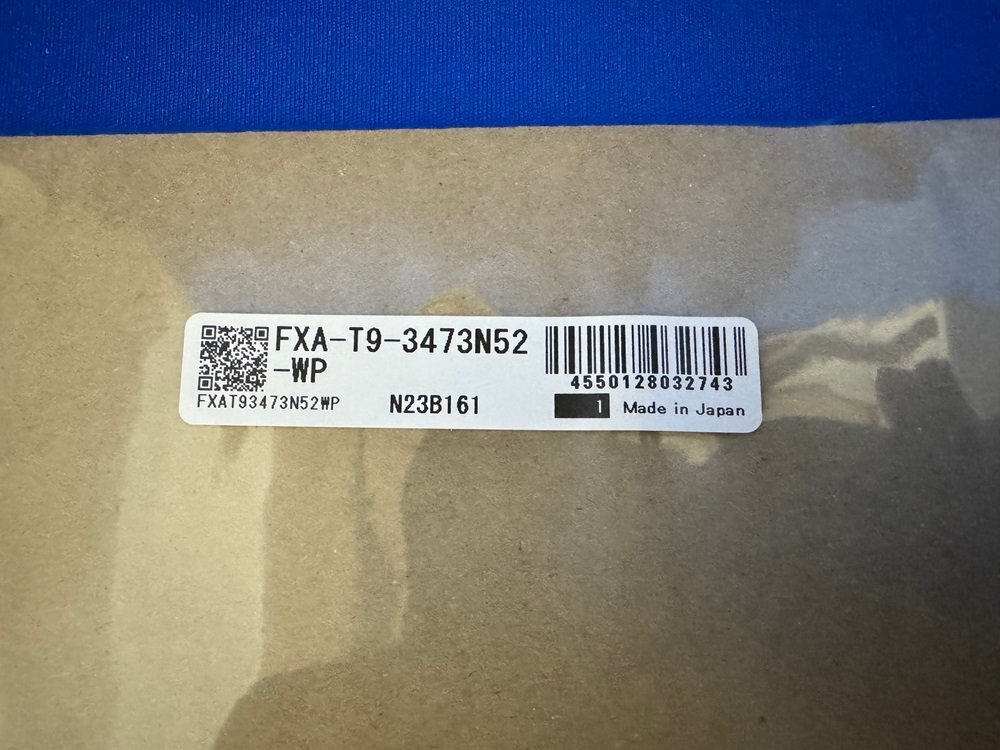 FXA-T9-3473N52
-WP
FXAT93473N52WP
N23B161
4550128032743
1
Made in Japan